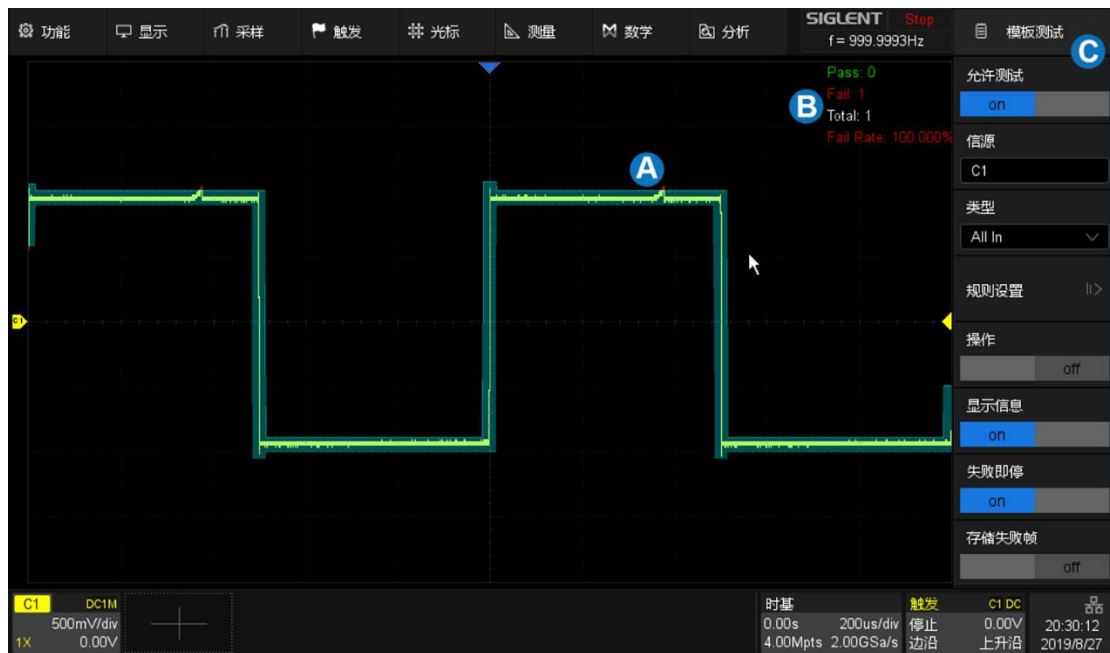 功能 显示 采样 触发 光标 测量 数学 分析
SIGLENT Stop
f = 999.9993Hz
模板测试
C
Pass: 0
Fail: 1
B
Total: 1
Fail Rate: 100.000%
A
C1
允许测试
on
信源
C1
类型
All In
规则设置
操作
off
显示信息
on
失败即停
on
存储失败帧
off
C1 DC1M
500mV/div
1X 0.00V
时基
0.00s 200us/div
4.00Mpts 2.00GSa/s
触发 C1 DC
停止 0.00V
边沿 上升沿
20:30:12
2019/8/27